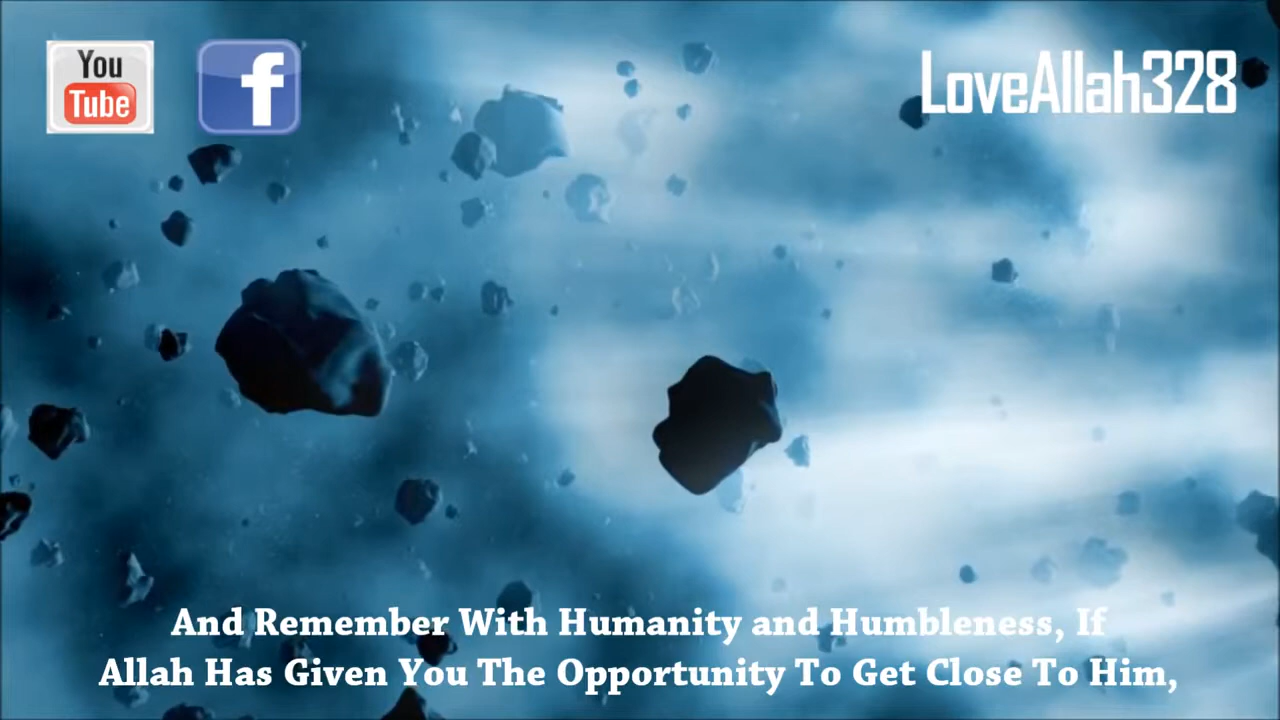 You
Tube
f
LoveAllah328
And Remember With Humanity and Humbleness, If
Allah Has Given You The Opportunity To Get Close To Him,